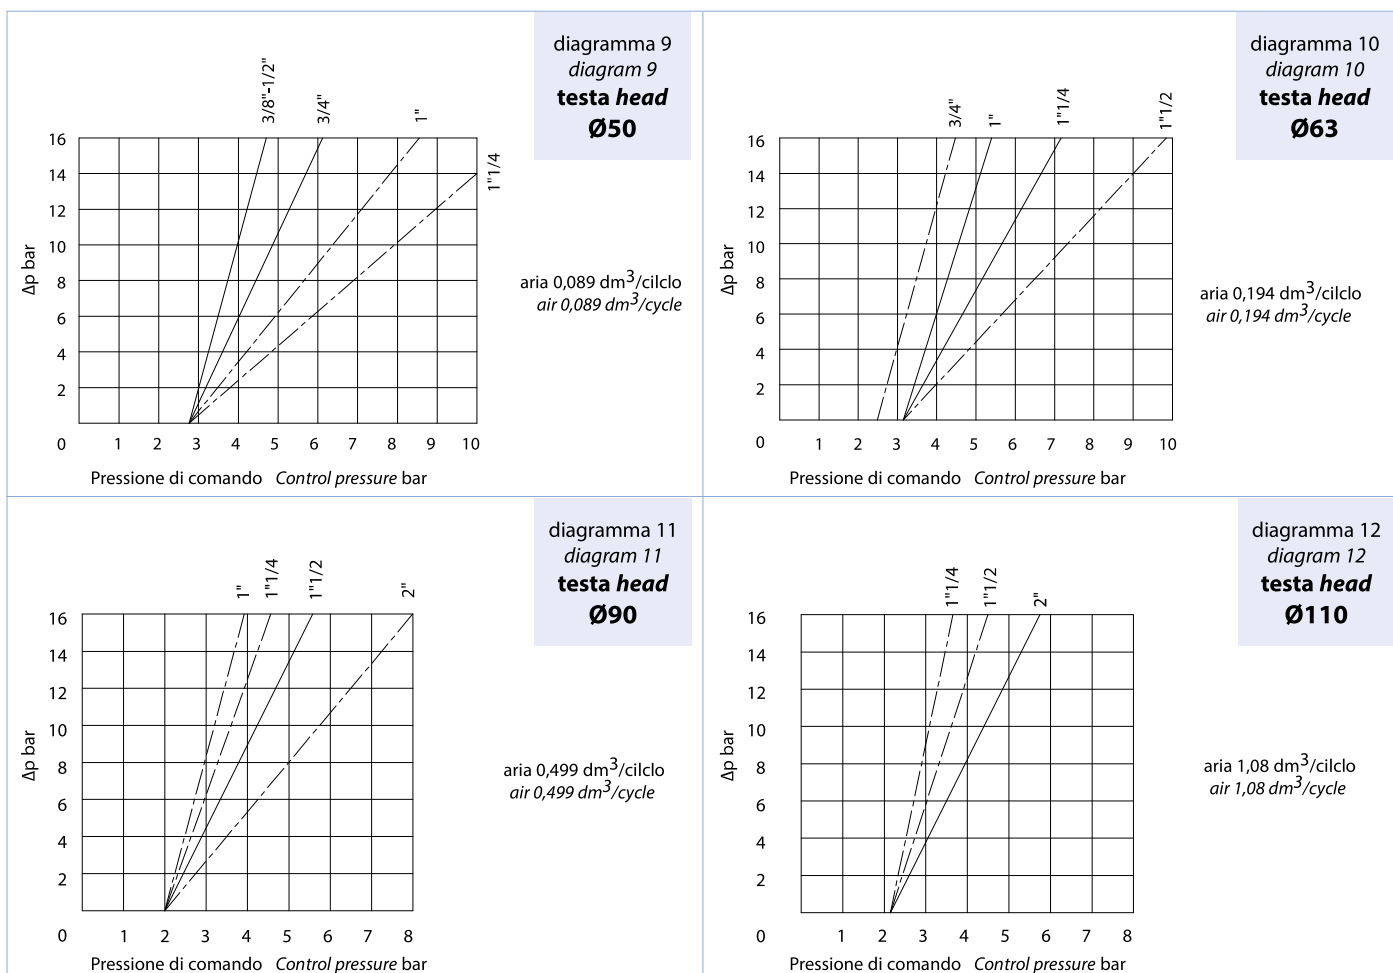 diagramma 9
diagram 9
testa head
Ø50
3/8"-1/2"
3/4"
1"
1"1/4
16
14
12
10
8
6
4
2
0
1 2 3 4 5 6 7 8 9 10
Δp bar
Pressione di comando Control pressure bar
aria 0,089 dm³/cilclo
air 0,089 dm³/cycle
diagramma 10
diagram 10
testa head
Ø63
3/4"
1"
1"1/4
1"1/2
16
14
12
10
8
6
4
2
0
1 2 3 4 5 6 7 8 9 10
Δp bar
Pressione di comando Control pressure bar
aria 0,194 dm³/cilclo
air 0,194 dm³/cycle
diagramma 11
diagram 11
testa head
Ø90
1"
1"1/4
1"1/2
2"
16
14
12
10
8
6
4
2
0
1 2 3 4 5 6 7 8
Δp bar
Pressione di comando Control pressure bar
aria 0,499 dm³/cilclo
air 0,499 dm³/cycle
diagramma 12
diagram 12
testa head
Ø110
1"1/4
1"1/2
2"
16
14
12
10
8
6
4
2
0
1 2 3 4 5 6 7 8
Δp bar
Pressione di comando Control pressure bar
aria 1,08 dm³/cilclo
air 1,08 dm³/cycle